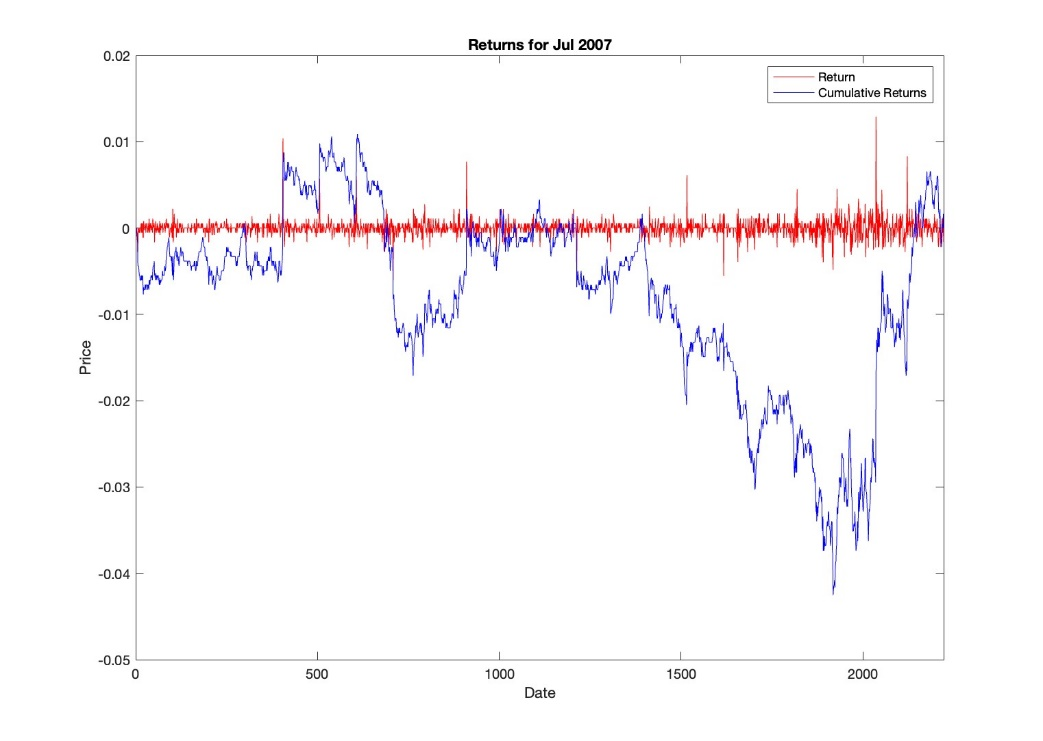 Returns for Jul 2007
Return
Cumulative Returns
0.02
0.01
0
-0.01
-0.02
-0.03
-0.04
-0.05
Price
0
500
1000
1500
2000
Date